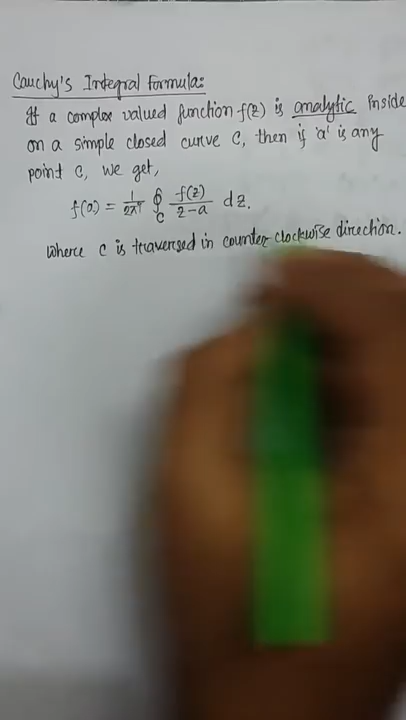 Cauchy's Integral Formula:
If a complex valued function f(z) is analytic inside
on a simple closed curve C, then if 'a' is any
point C, we get,
f(a) = 1/2πi ∮_C f(z)/z-a dz.
Where C is traversed in counter clockwise direction.